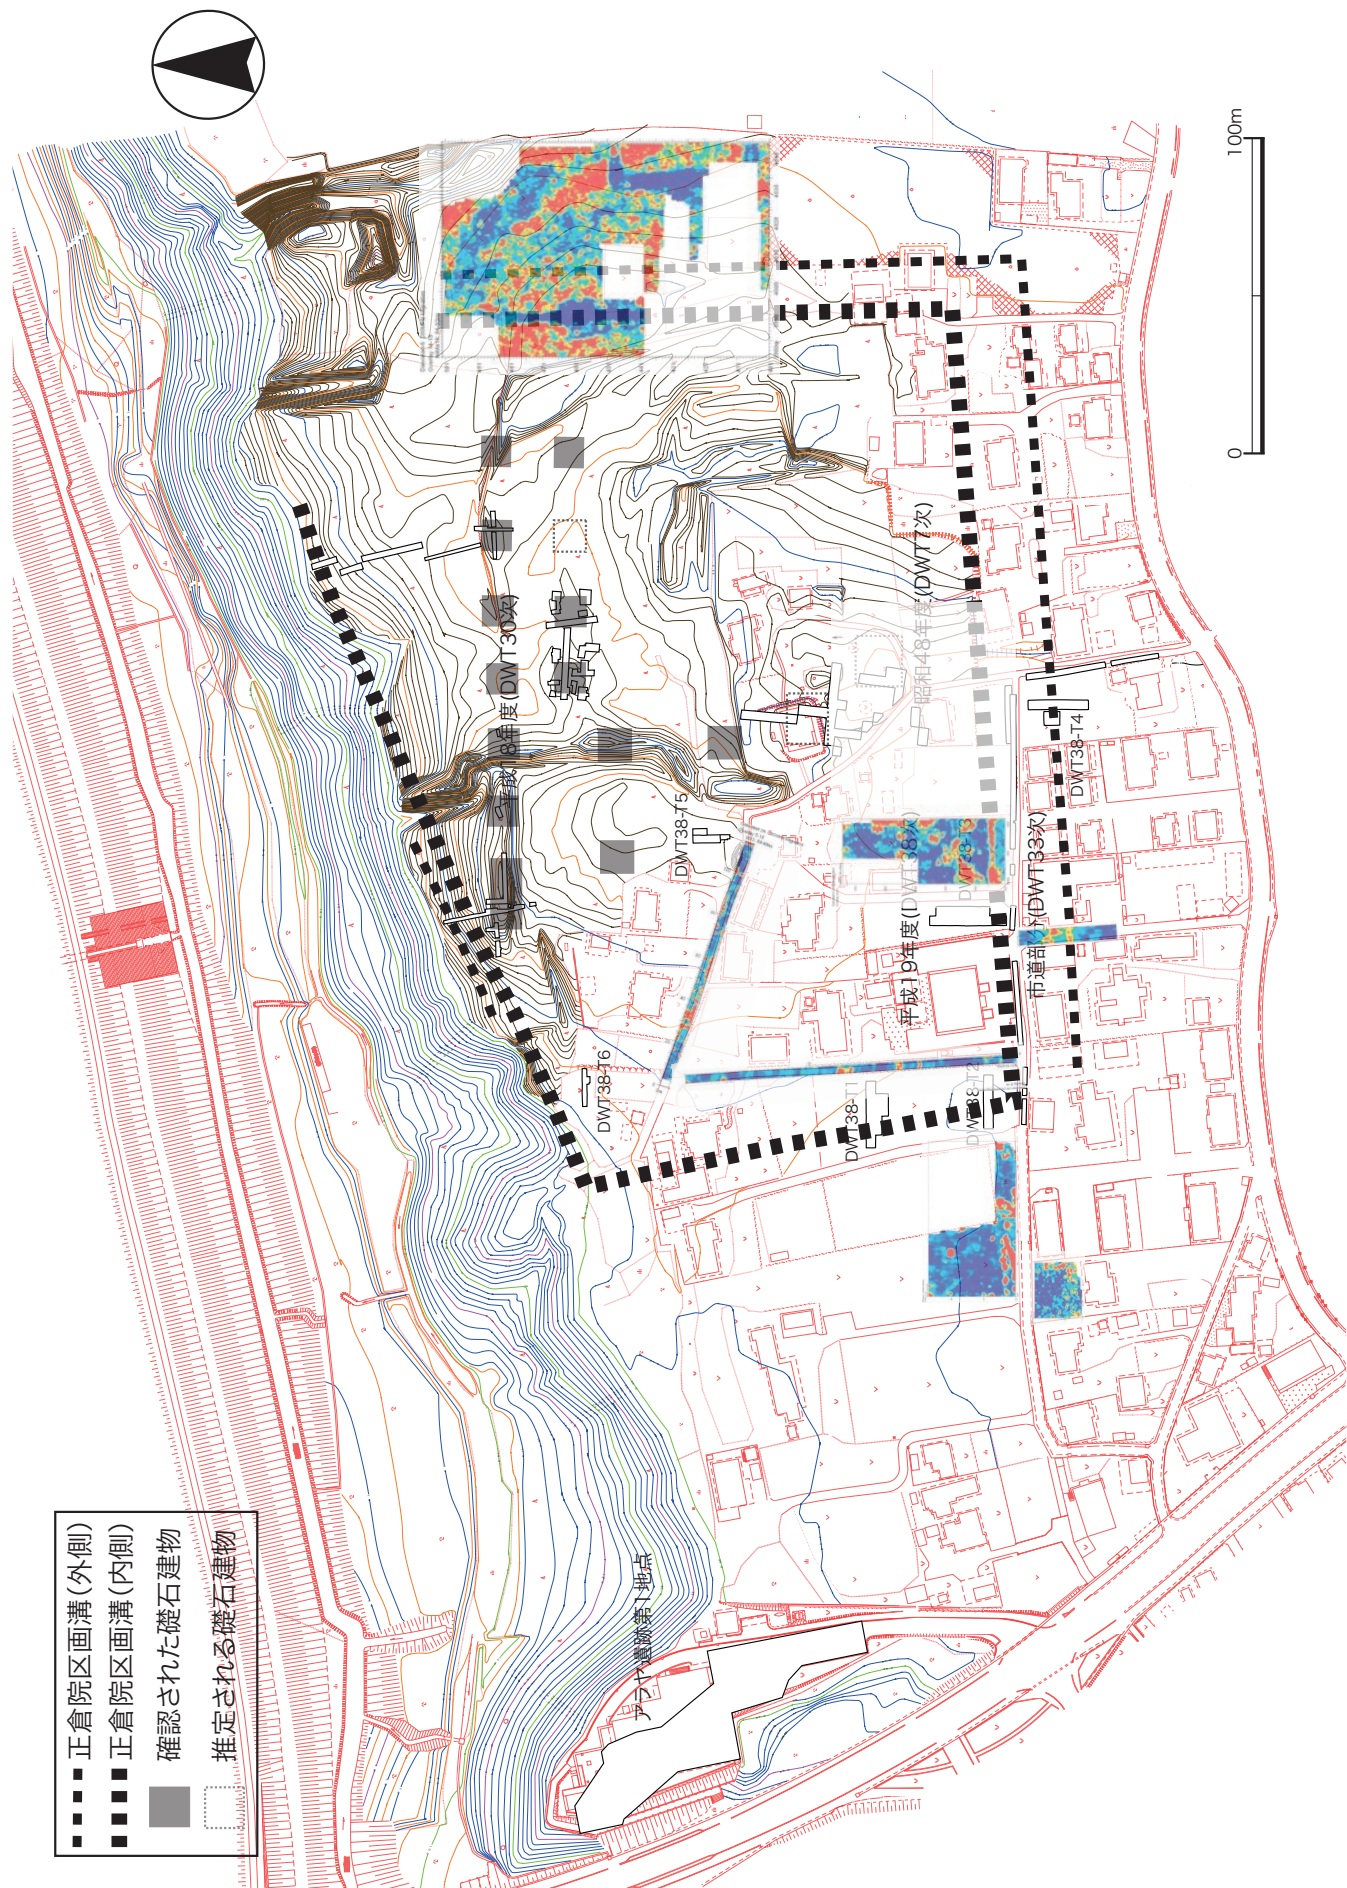 正倉院区画溝（外側）
正倉院区画溝（内側）
確認された礎石建物
推定される礎石建物
0
100m
平成18年度(DWT30次)
昭和48年度(DWT7次)
平成19年度(DWT38次)
市道部分(DWT33次)
DWT38-T5
DWT38-T6
DWT38-T1
DWT38-T2
DWT38-T3
DWT38-T4
アラヤ遺跡第1地点